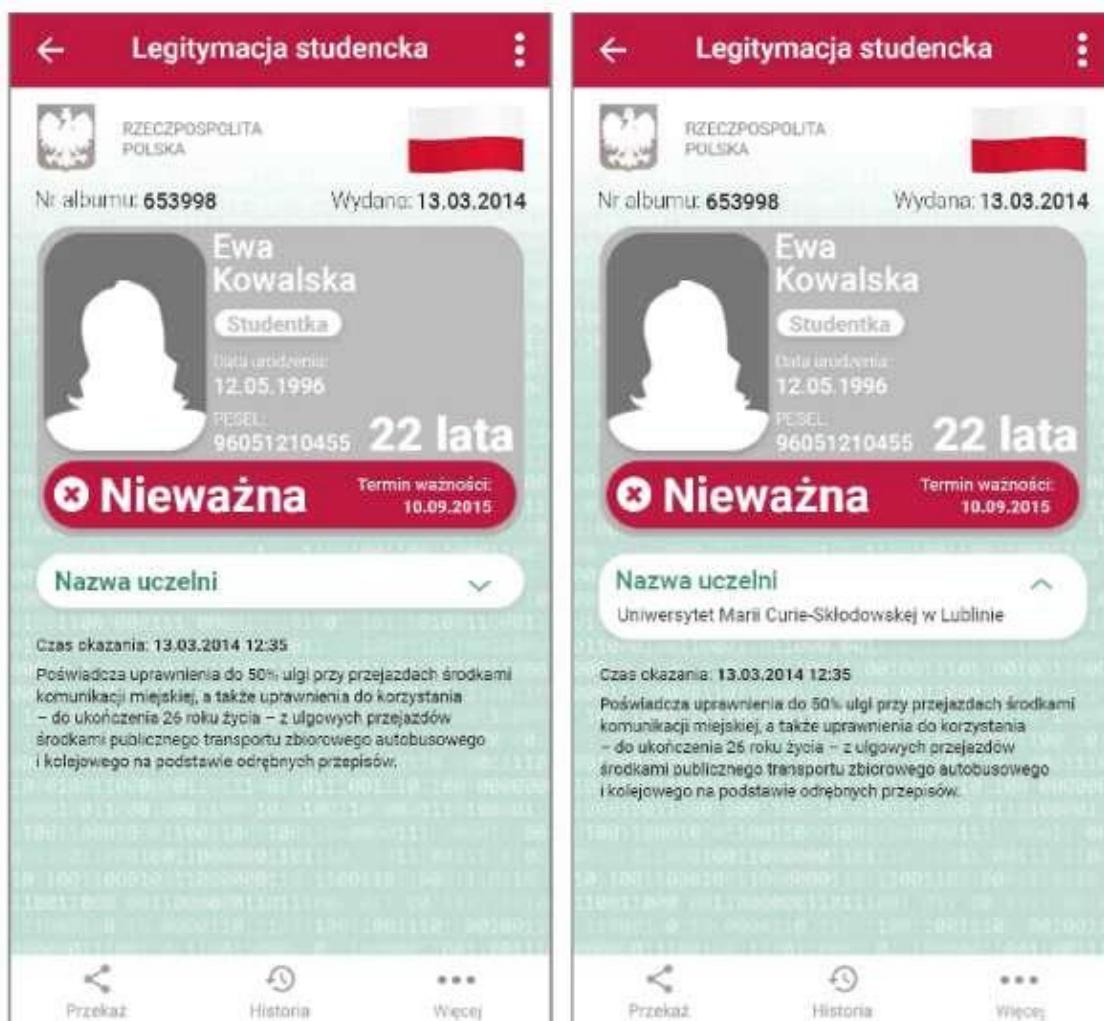 Legitymacja studencka
RZECZPOSPOLITA
POLSKA
Nr albumu: 653998
Wydana: 13.03.2014
Ewa
Kowalska
Studentka
Data urodzenia:
12.05.1996
PESEL:
96051210455
22 lata
Nieważna
Termin ważności:
10.09.2015
Nazwa uczelni
Czas okazania: 13.03.2014 12:35
Poświadcza uprawnienia do 50% ulgi przy przejazdach środkami
komunikacji miejskiej, a także uprawnienia do korzystania
– do ukończenia 26 roku życia – z ulgowych przejazdów
środkami publicznego transportu zbiorowego autobusowego
i kolejowego na podstawie odrębnych przepisów.
Przekaż
Historia
Więcej
Legitymacja studencka
RZECZPOSPOLITA
POLSKA
Nr albumu: 653998
Wydana: 13.03.2014
Ewa
Kowalska
Studentka
Data urodzenia:
12.05.1996
PESEL:
96051210455
22 lata
Nieważna
Termin ważności:
10.09.2015
Nazwa uczelni
Uniwersytet Marii Curie-Skłodowskej w Lublinie
Czas okazania: 13.03.2014 12:35
Poświadcza uprawnienia do 50% ulgi przy przejazdach środkami
komunikacji miejskiej, a także uprawnienia do korzystania
– do ukończenia 26 roku życia – z ulgowych przejazdów
środkami publicznego transportu zbiorowego autobusowego
i kolejowego na podstawie odrębnych przepisów.
Przekaż
Historia
Więcej